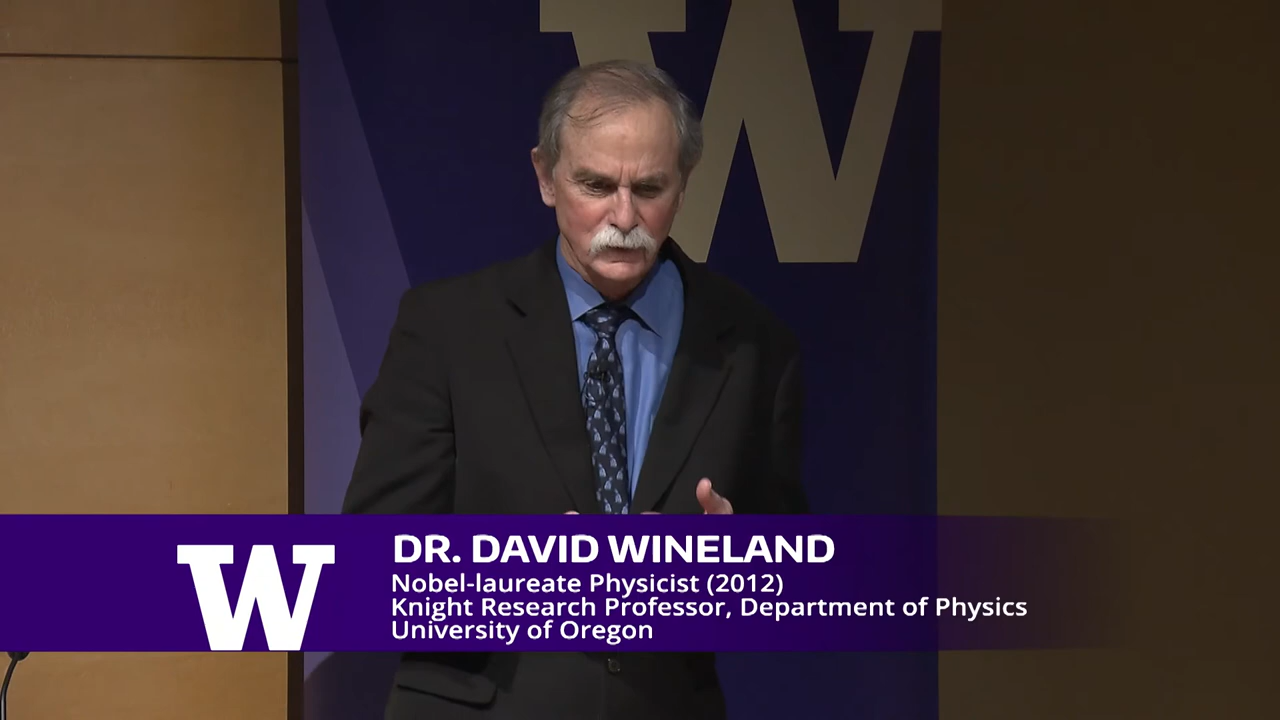 W
W
DR. DAVID WINELAND
Nobel-laureate Physicist (2012)
Knight Research Professor, Department of Physics
University of Oregon